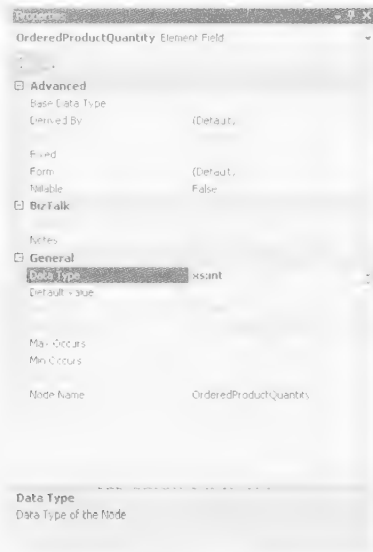 Properties
OrderedProductQuantity Element Field
Advanced
Base Data Type
Derived By (Default)
Fixed
Form (Default)
Nillable False
BizTalk
Notes
General
Data Type xs:int
Default Value
Max Occurs
Min Occurs
Node Name OrderedProductQuantity
Data Type
Data Type of the Node